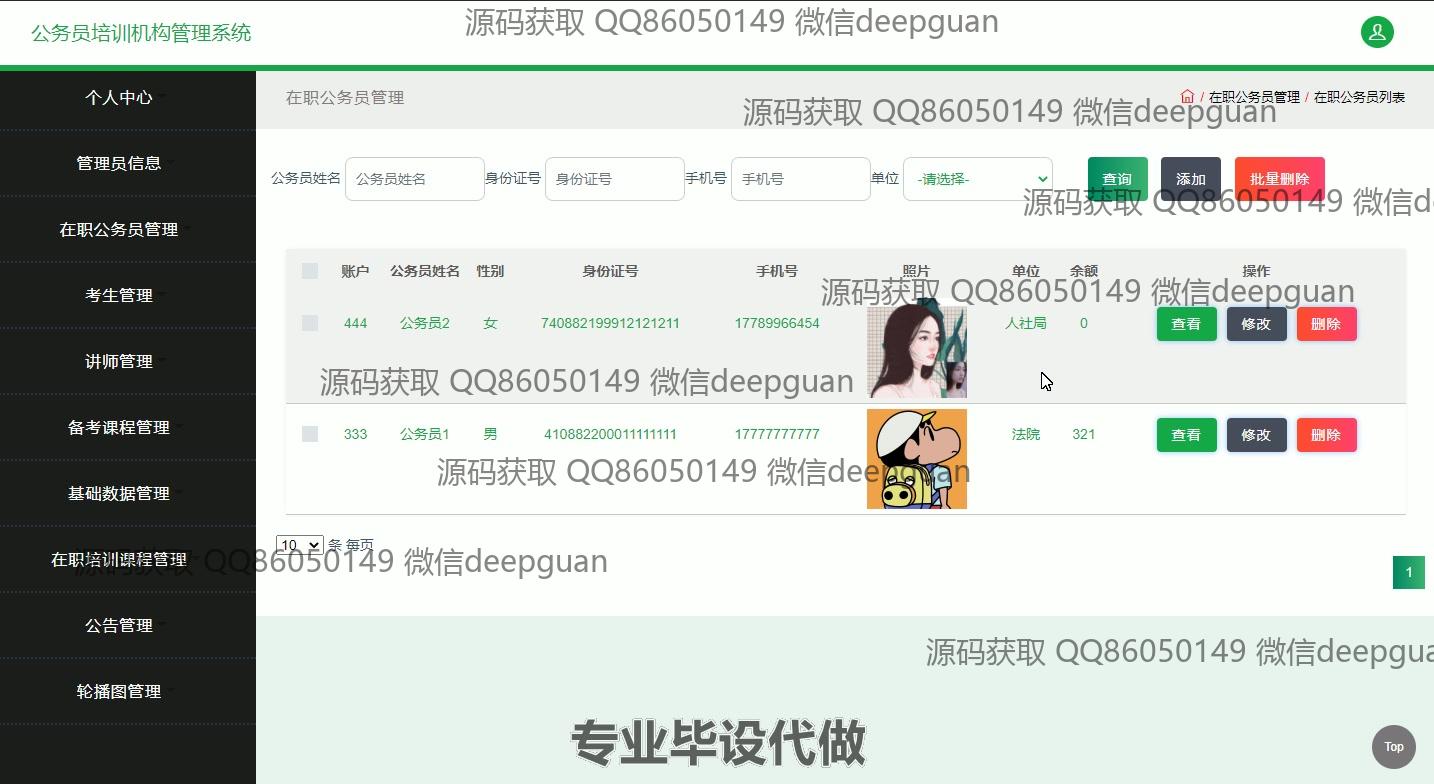 源码获取 QQ86050149 微信deepguan
公务员培训机构管理系统
个人中心
管理员信息
在职公务员管理
考生管理
讲师管理
备考课程管理
基础数据管理
在职培训课程管理
公告管理
轮播图管理
在职公务员管理
/ 在职公务员管理 / 在职公务员列表
源码获取 QQ86050149 微信deepguan
公务员姓名 公务员姓名 身份证号 身份证号 手机号 手机号 单位 -请选择- 查询 添加 批量删除
源码获取 QQ86050149 微信d
账户 公务员姓名 性别 身份证号 手机号 照片 单位 余额 操作
源码获取 QQ86050149 微信deepguan
444 公务员2 女 740882199912121211 17789966454 人社局 0 查看 修改 删除
源码获取 QQ86050149 微信deepguan
333 公务员1 男 410882200011111111 17777777777 法院 321 查看 修改 删除
源码获取 QQ86050149 微信deepguan
10 条 每页
源码获取 QQ86050149 微信deepguan
1
源码获取 QQ86050149 微信deepgua
专业毕设代做
Top